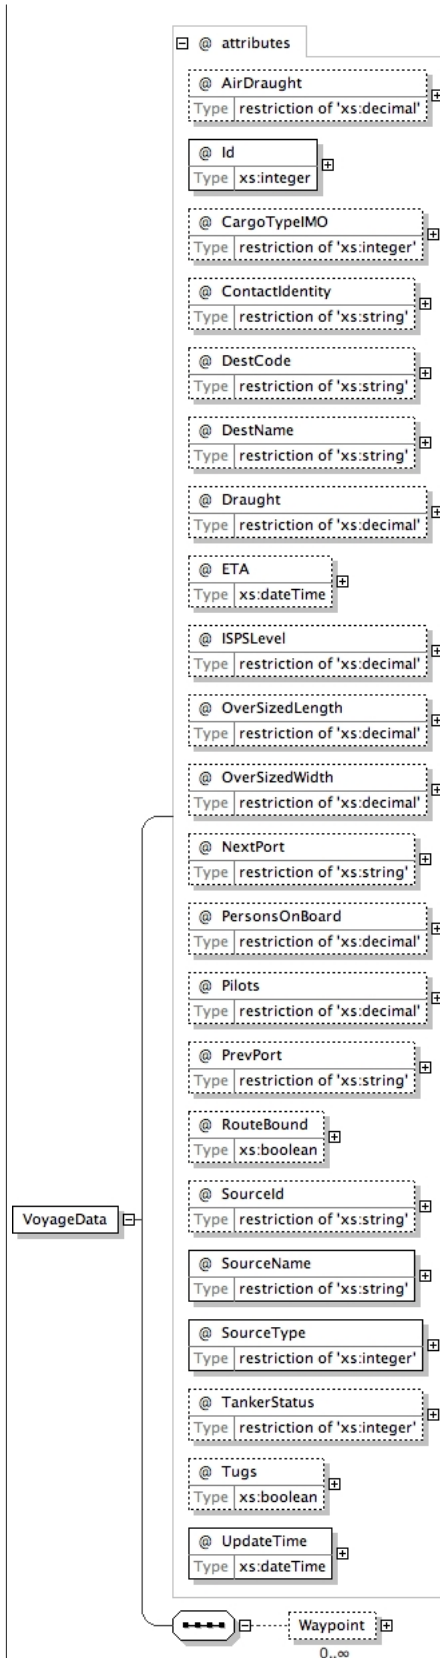 @ attributes
@ AirDraught
Type restriction of 'xs:decimal'
@ Id
Type xs:integer
@ CargoTypeIMO
Type restriction of 'xs:integer'
@ ContactIdentity
Type restriction of 'xs:string'
@ DestCode
Type restriction of 'xs:string'
@ DestName
Type restriction of 'xs:string'
@ Draught
Type restriction of 'xs:decimal'
@ ETA
Type xs:dateTime
@ ISPSLevel
Type restriction of 'xs:decimal'
@ OverSizedLength
Type restriction of 'xs:decimal'
@ OverSizedWidth
Type restriction of 'xs:decimal'
@ NextPort
Type restriction of 'xs:string'
@ PersonsOnBoard
Type restriction of 'xs:decimal'
@ Pilots
Type restriction of 'xs:decimal'
@ PrevPort
Type restriction of 'xs:string'
@ RouteBound
Type xs:boolean
@ SourceId
Type restriction of 'xs:string'
VoyageData
@ SourceName
Type restriction of 'xs:string'
@ SourceType
Type restriction of 'xs:integer'
@ TankerStatus
Type restriction of 'xs:integer'
@ Tugs
Type xs:boolean
@ UpdateTime
Type xs:dateTime
Waypoint
0..∞